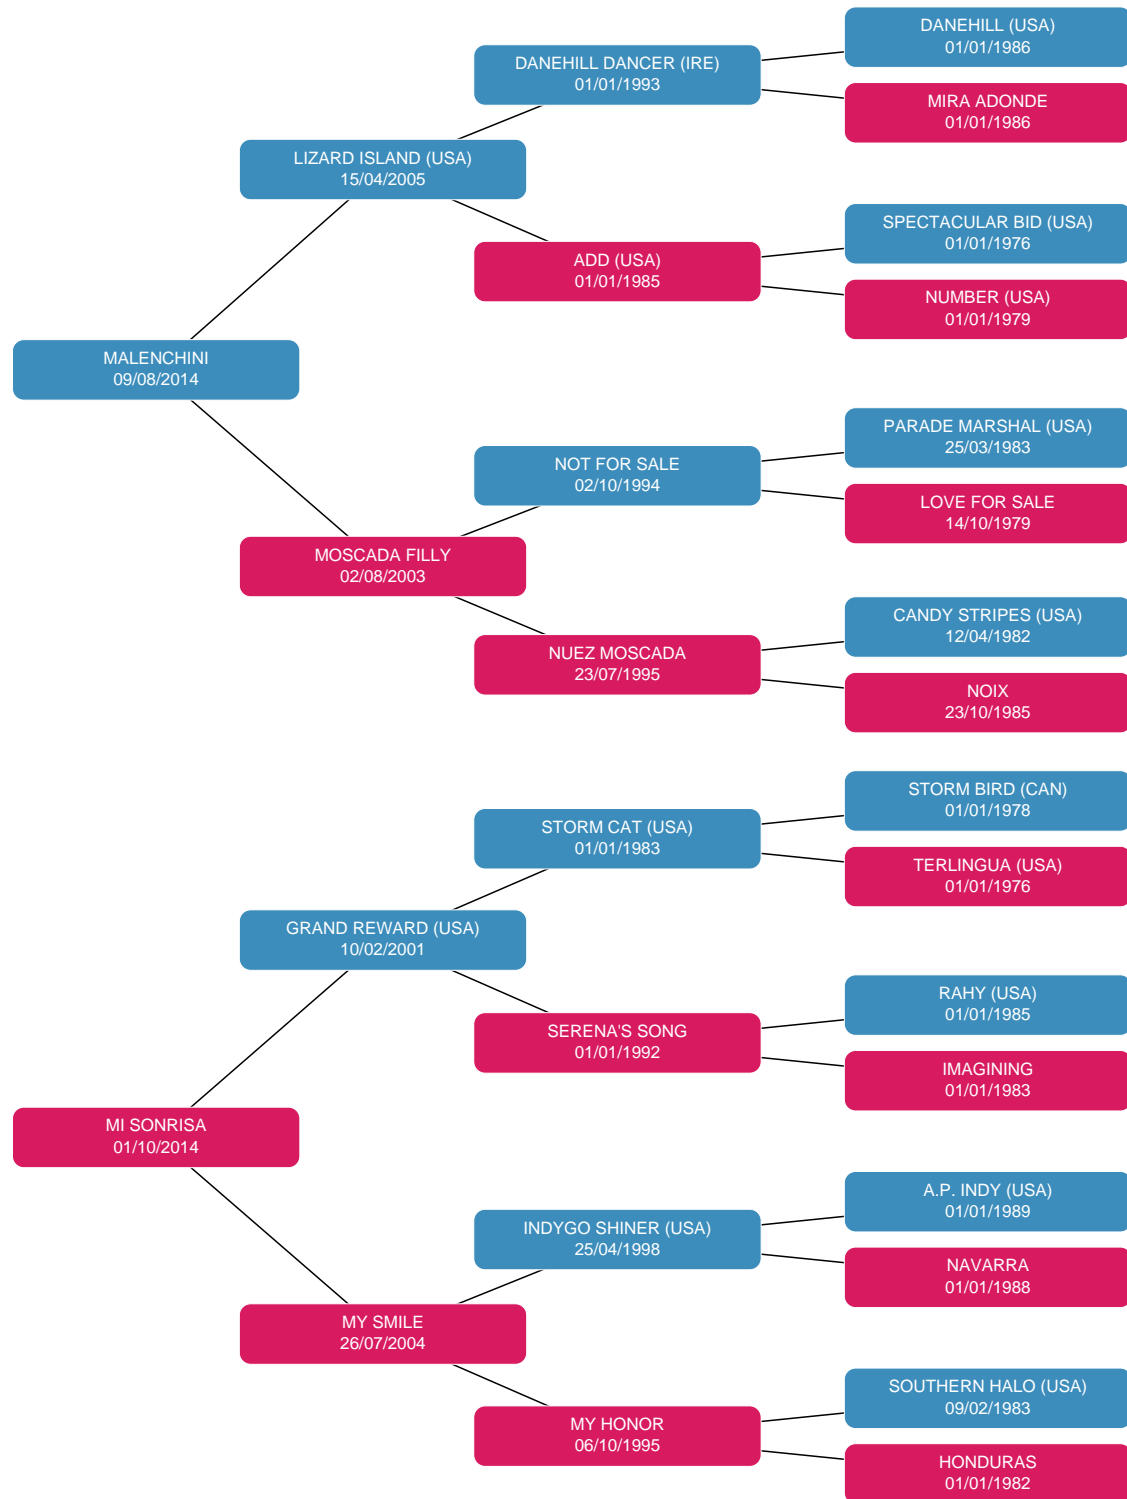 DANEHILL (USA)
01/01/1986
DANEHILL DANCER (IRE)
01/01/1993
MIRA ADONDE
01/01/1986
LIZARD ISLAND (USA)
15/04/2005
SPECTACULAR BID (USA)
01/01/1976
ADD (USA)
01/01/1985
NUMBER (USA)
01/01/1979
MALENCHINI
09/08/2014
PARADE MARSHAL (USA)
25/03/1983
NOT FOR SALE
02/10/1994
LOVE FOR SALE
14/10/1979
MOSCADA FILLY
02/08/2003
CANDY STRIPES (USA)
12/04/1982
NUEZ MOSCADA
23/07/1995
NOIX
23/10/1985
STORM BIRD (CAN)
01/01/1978
STORM CAT (USA)
01/01/1983
TERLINGUA (USA)
01/01/1976
GRAND REWARD (USA)
10/02/2001
RAHY (USA)
01/01/1985
SERENA'S SONG
01/01/1992
IMAGINING
01/01/1983
MI SONRISA
01/10/2014
A.P. INDY (USA)
01/01/1989
INDYGO SHINER (USA)
25/04/1998
NAVARRA
01/01/1988
MY SMILE
26/07/2004
SOUTHERN HALO (USA)
09/02/1983
MY HONOR
06/10/1995
HONDURAS
01/01/1982